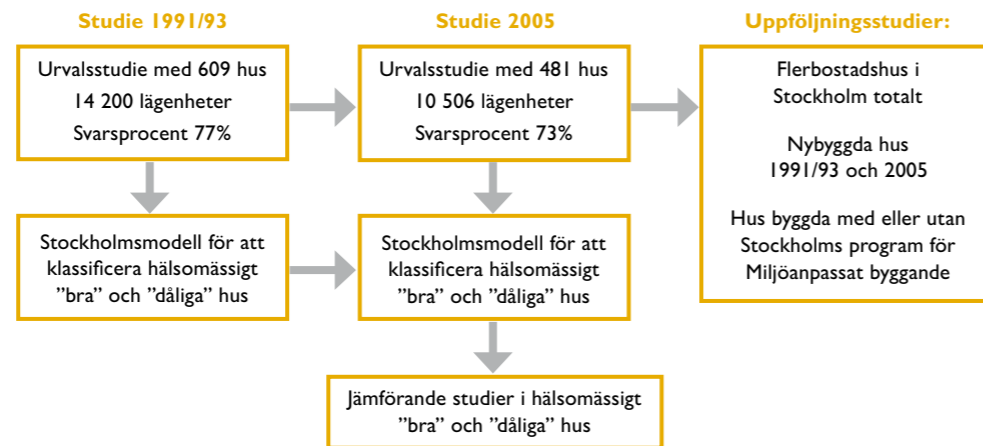 Studie 1991/93
Urvalsstudie med 609 hus
14 200 lägenheter
Svarsprocent 77%
Stockholmsmodell för att
klassificera hälsomässigt
”bra” och ”dåliga” hus
Studie 2005
Urvalsstudie med 481 hus
10 506 lägenheter
Svarsprocent 73%
Stockholmsmodell för att
klassificera hälsomässigt
”bra” och ”dåliga” hus
Jämförande studier i hälsomässigt
”bra” och ”dåliga” hus
Uppföljningsstudier:
Flerbostadshus i
Stockholm totalt
Nybyggda hus
1991/93 och 2005
Hus byggda med eller utan
Stockholms program för
Miljöanpassat byggande